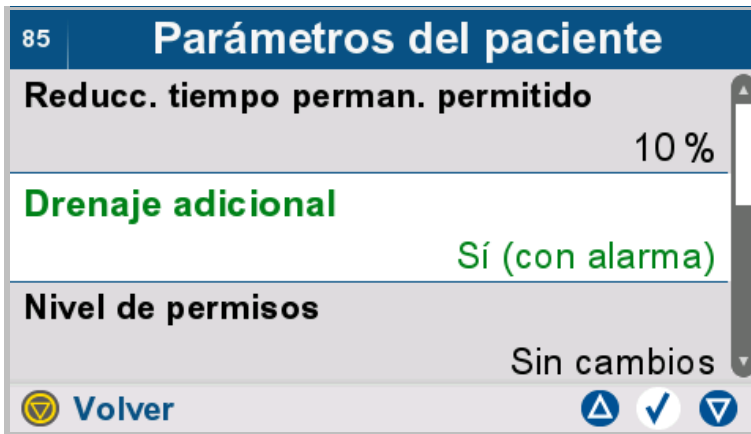 85 Parámetros del paciente
Reducc. tiempo perman. permitido
10 %
Drenaje adicional
Sí (con alarma)
Nivel de permisos
Sin cambios
Volver